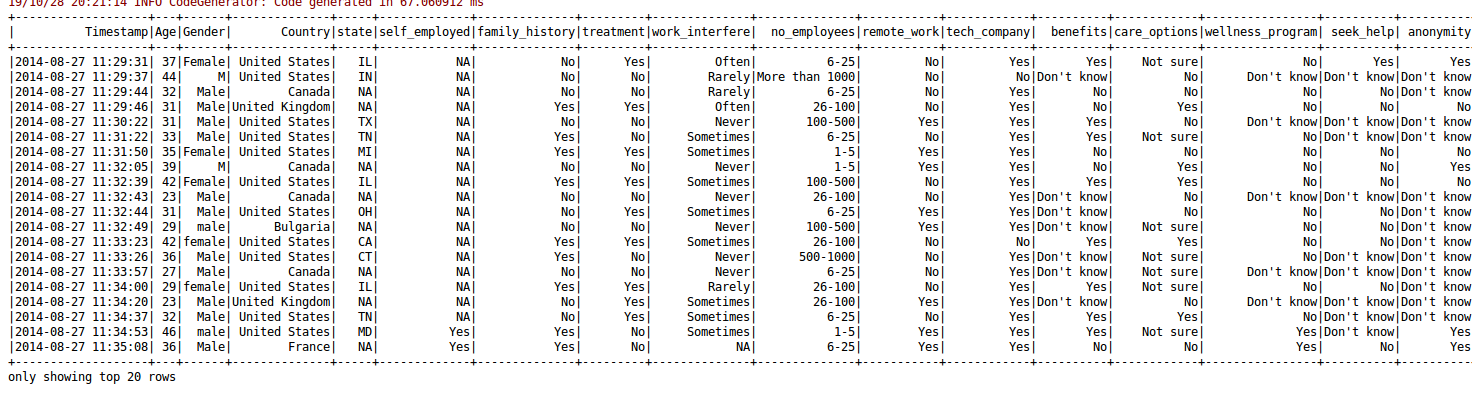 19/10/28 20:21:14 INFO CodeGenerator: Code generated in 67.060912 ms
+-------------------+---+------+--------------+-----+-------------+--------------+---------+--------------+--------------+-----------+------------+----------+------------+----------------+----------+----------
|          Timestamp|Age|Gender|       Country|state|self_employed|family_history|treatment|work_interfere|  no_employees|remote_work|tech_company|  benefits|care_options|wellness_program| seek_help| anonymity
+-------------------+---+------+--------------+-----+-------------+--------------+---------+--------------+--------------+-----------+------------+----------+------------+----------------+----------+----------
|2014-08-27 11:29:31| 37|Female| United States|   IL|           NA|            No|      Yes|         Often|          6-25|         No|         Yes|       Yes|    Not sure|              No|       Yes|       Yes
|2014-08-27 11:29:37| 44|     M| United States|   IN|           NA|            No|       No|        Rarely|More than 1000|         No|          No|Don't know|          No|      Don't know|Don't know|Don't know
|2014-08-27 11:29:44| 32|  Male|        Canada|   NA|           NA|            No|       No|        Rarely|          6-25|         No|         Yes|        No|          No|              No|        No|Don't know
|2014-08-27 11:29:46| 31|  Male|United Kingdom|   NA|           NA|           Yes|      Yes|         Often|        26-100|         No|         Yes|        No|         Yes|              No|        No|        No
|2014-08-27 11:30:22| 31|  Male| United States|   TX|           NA|            No|       No|         Never|       100-500|        Yes|         Yes|       Yes|          No|      Don't know|Don't know|Don't know
|2014-08-27 11:31:22| 33|  Male| United States|   TN|           NA|           Yes|       No|     Sometimes|          6-25|         No|         Yes|       Yes|    Not sure|              No|Don't know|Don't know
|2014-08-27 11:31:50| 35|Female| United States|   MI|           NA|           Yes|      Yes|     Sometimes|           1-5|        Yes|         Yes|        No|          No|              No|        No|        No
|2014-08-27 11:32:05| 39|     M|        Canada|   NA|           NA|            No|       No|         Never|           1-5|        Yes|         Yes|        No|         Yes|              No|        No|       Yes
|2014-08-27 11:32:39| 42|Female| United States|   IL|           NA|           Yes|      Yes|     Sometimes|       100-500|         No|         Yes|       Yes|         Yes|              No|        No|        No
|2014-08-27 11:32:43| 23|  Male|        Canada|   NA|           NA|            No|       No|         Never|        26-100|         No|         Yes|Don't know|          No|      Don't know|Don't know|Don't know
|2014-08-27 11:32:44| 31|  Male| United States|   OH|           NA|            No|      Yes|     Sometimes|          6-25|        Yes|         Yes|Don't know|          No|              No|        No|Don't know
|2014-08-27 11:32:49| 29|  male|      Bulgaria|   NA|           NA|            No|       No|         Never|       100-500|        Yes|         Yes|Don't know|    Not sure|              No|        No|Don't know
|2014-08-27 11:33:23| 42|female| United States|   CA|           NA|           Yes|      Yes|     Sometimes|        26-100|         No|          No|       Yes|         Yes|              No|        No|Don't know
|2014-08-27 11:33:26| 36|  Male| United States|   CT|           NA|           Yes|       No|         Never|      500-1000|         No|         Yes|Don't know|    Not sure|              No|Don't know|Don't know
|2014-08-27 11:33:57| 27|  Male|        Canada|   NA|           NA|            No|       No|         Never|          6-25|         No|         Yes|Don't know|    Not sure|      Don't know|Don't know|Don't know
|2014-08-27 11:34:00| 29|female| United States|   IL|           NA|           Yes|      Yes|        Rarely|        26-100|         No|         Yes|       Yes|    Not sure|              No|        No|Don't know
|2014-08-27 11:34:20| 23|  Male|United Kingdom|   NA|           NA|            No|      Yes|     Sometimes|        26-100|        Yes|         Yes|Don't know|          No|      Don't know|Don't know|Don't know
|2014-08-27 11:34:37| 32|  Male| United States|   TN|           NA|            No|      Yes|     Sometimes|          6-25|         No|         Yes|       Yes|         Yes|              No|Don't know|Don't know
|2014-08-27 11:34:53| 46|  male| United States|   MD|          Yes|           Yes|       No|     Sometimes|           1-5|        Yes|         Yes|       Yes|    Not sure|             Yes|Don't know|       Yes
|2014-08-27 11:35:08| 36|  Male|        France|   NA|          Yes|           Yes|       No|            NA|          6-25|        Yes|         Yes|        No|          No|             Yes|        No|       Yes
+-------------------+---+------+--------------+-----+-------------+--------------+---------+--------------+--------------+-----------+------------+----------+------------+----------------+----------+----------
only showing top 20 rows